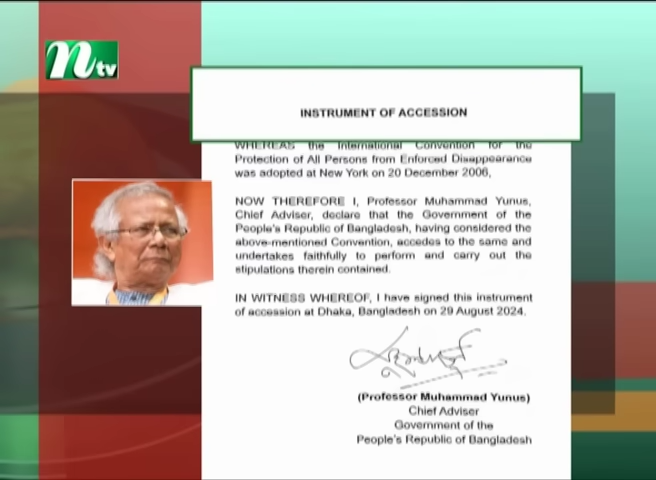 ntv
INSTRUMENT OF ACCESSION
WHEREAS the International Convention for the
Protection of All Persons from Enforced Disappearance
was adopted at New York on 20 December 2006,
NOW THEREFORE I, Professor Muhammad Yunus,
Chief Adviser, declare that the Government of the
People's Republic of Bangladesh, having considered the
above-mentioned Convention, accedes to the same and
undertakes faithfully to perform and carry out the
stipulations therein contained.
IN WITNESS WHEREOF, I have signed this instrument
of accession at Dhaka, Bangladesh on 29 August 2024.
(Professor Muhammad Yunus)
Chief Adviser
Government of the
People's Republic of Bangladesh